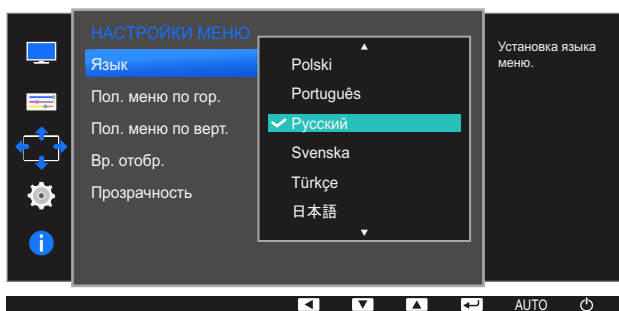 НАСТРОЙКИ МЕНЮ
Язык
Пол. меню по гор.
Пол. меню по верт.
Вр. отобр.
Прозрачность
Polski
Português
Русский
Svenska
Türkçe
日本語
Установка языка
меню.
AUTO